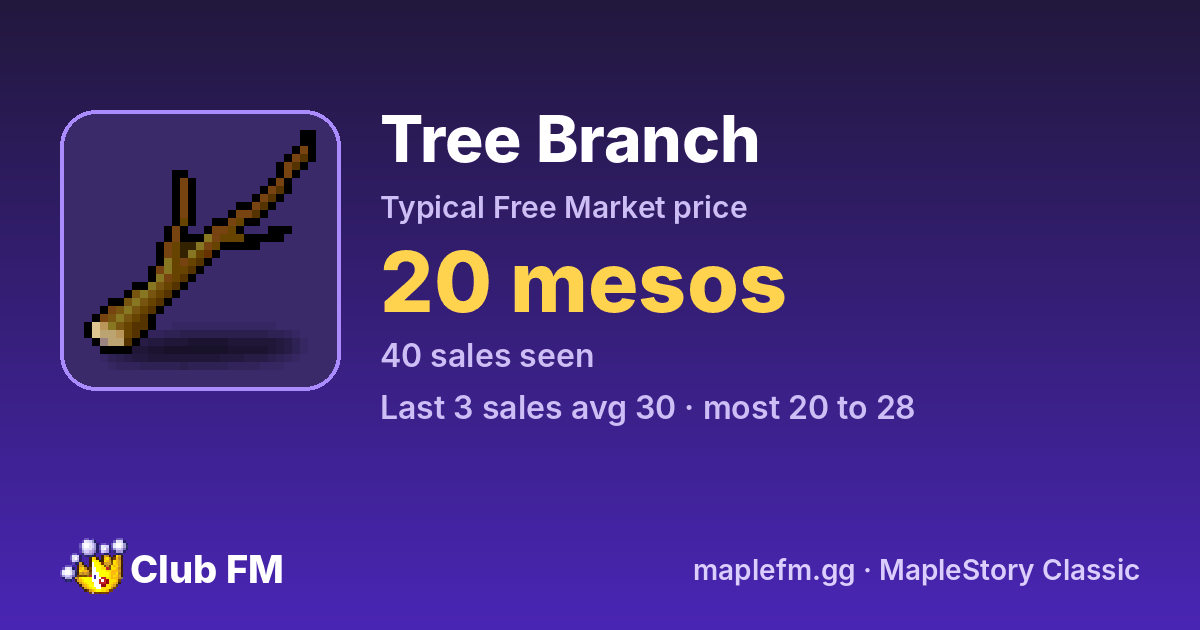 Tree Branch
Typical Free Market price
20 mesos
40 sales seen
Last 3 sales avg 30 · most 20 to 28
Club FM
maplefm.gg · MapleStory Classic